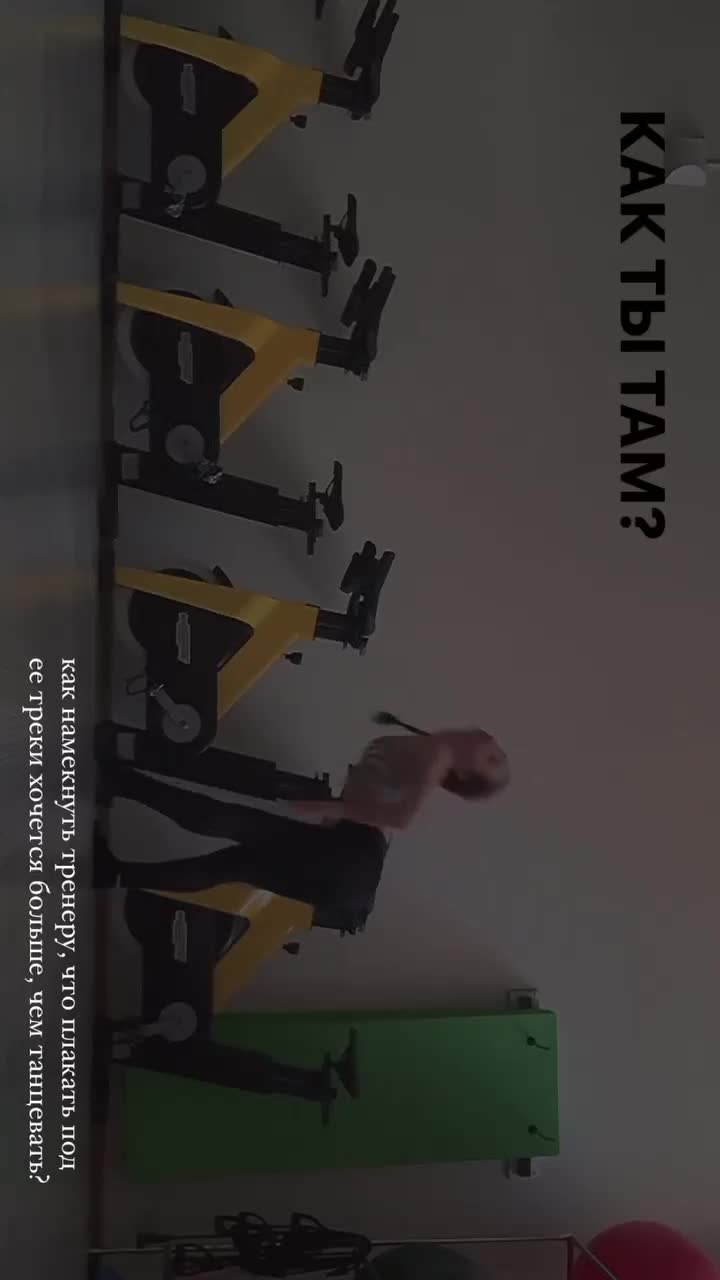 КАК ТЫ ТАМ?
как намекнуть тренеру, что плакать под
ее треки хочется больше, чем танцевать?